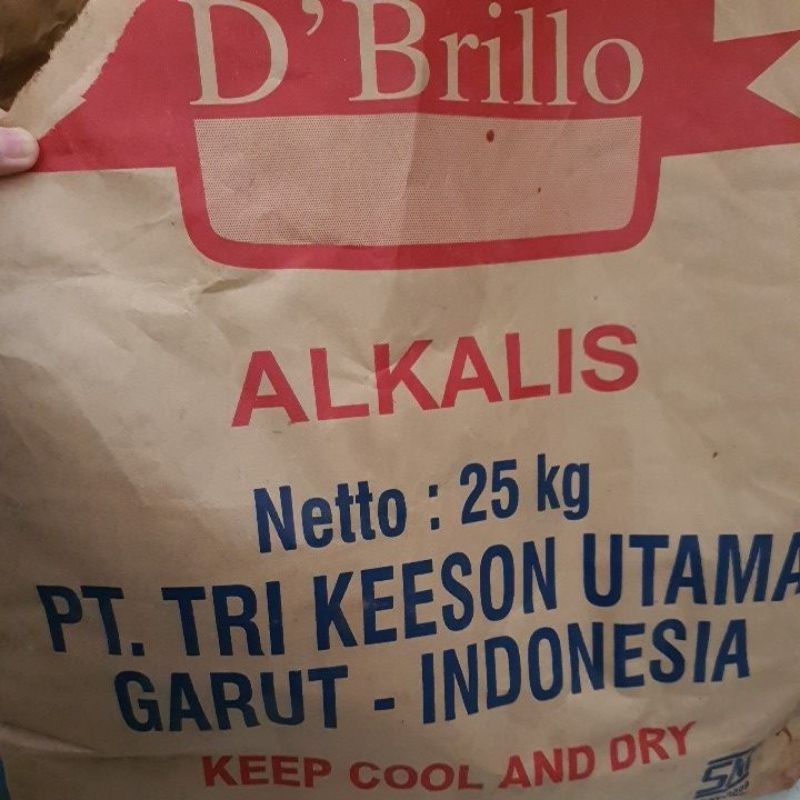 D'Brillo
ALKALIS
Netto : 25 kg
PT. TRI KEESON UTAMA
GARUT - INDONESIA
KEEP COOL AND DRY